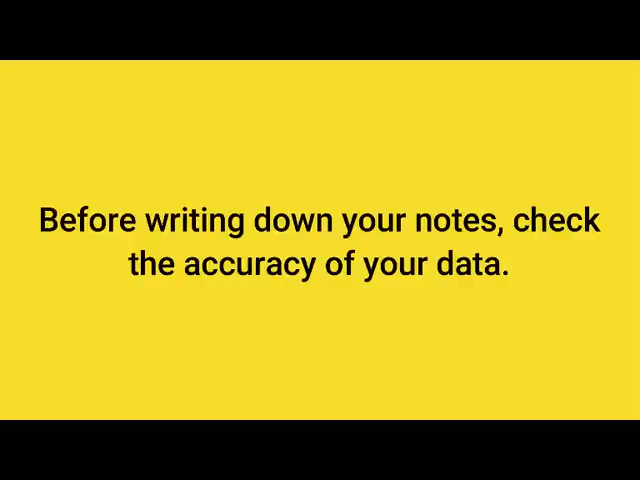 Before writing down your notes, check
the accuracy of your data.